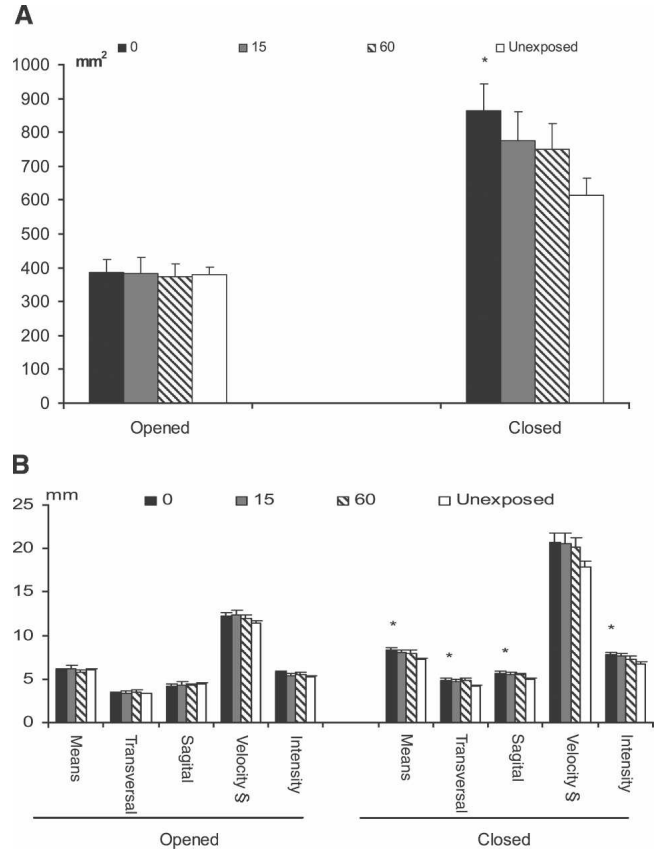 A
mm2 0 15 60 Unexposed
*
1000
900
800
700
600
500
400
300
200
100
0
Opened Closed
B
mm 0 15 60 Unexposed
25
20
15
10
5
0
* * * *
Means Transversal Sagital Velocity § Intensity Means Transversal Sagital Velocity § Intensity
Opened Closed